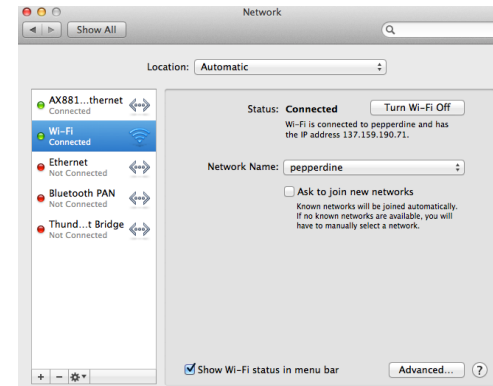 Network
Show All
Location: Automatic
AX881...thernet
Connected
Wi-Fi
Connected
Ethernet
Not Connected
Bluetooth PAN
Not Connected
Thund...t Bridge
Not Connected
Status: Connected
Turn Wi-Fi Off
Wi-Fi is connected to pepperdine and has
the IP address 137.159.190.71.
Network Name: pepperdine
Ask to join new networks
Known networks will be joined automatically.
If no known networks are available, you will
have to manually select a network.
+ −
Show Wi-Fi status in menu bar
Advanced... ?